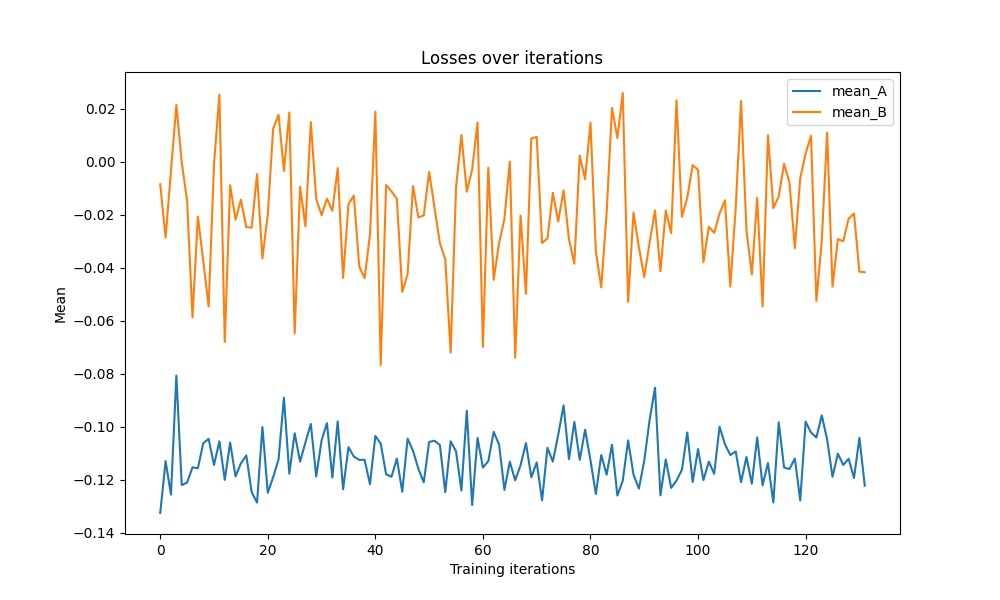 Losses over iterations
mean_A
mean_B
Mean
0.02
0.00
−0.02
−0.04
−0.06
−0.08
−0.10
−0.12
−0.14
0 20 40 60 80 100 120
Training iterations